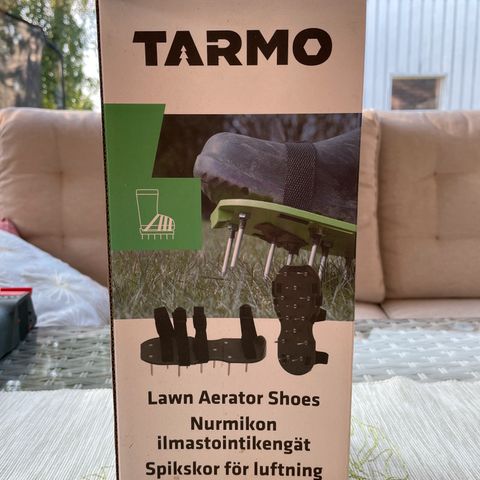 TARMO
Lawn Aerator Shoes
Nurmikon
ilmastointikengät
Spikskor för luftning